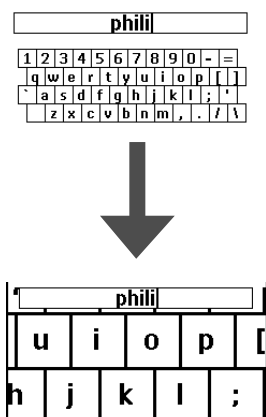 phili
1 2 3 4 5 6 7 8 9 0 - =
q w e r t y u i o p [ ]
` a s d f g h j k l ; '
z x c v b n m , . / \
phili
u i o p [
h j k l ;